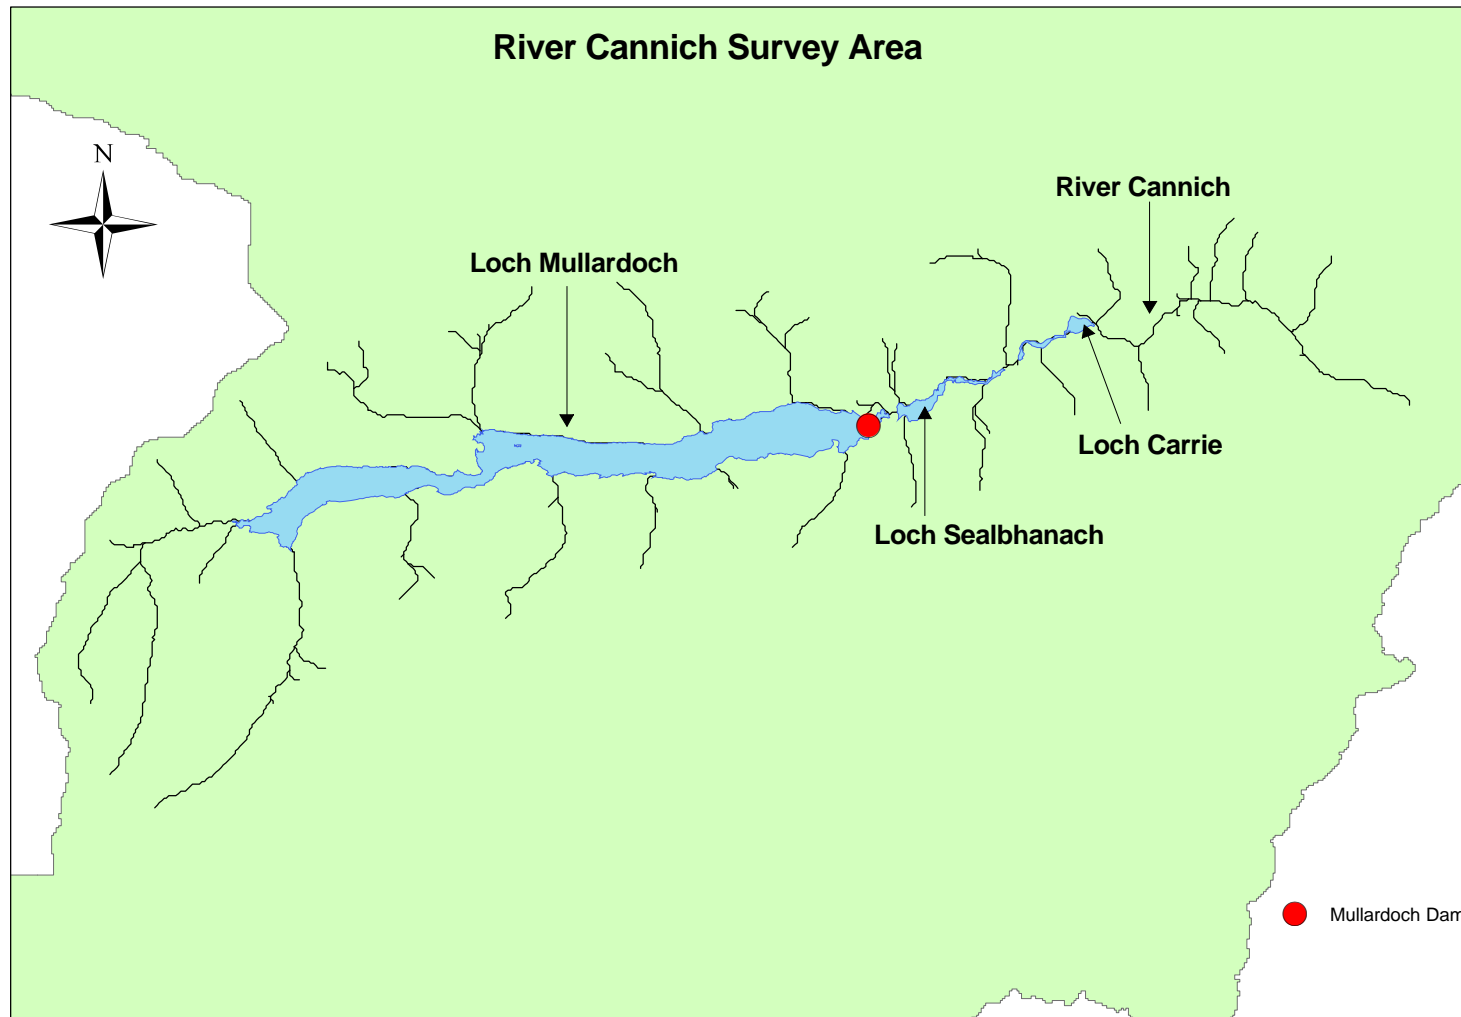 River Cannich Survey Area
N
River Cannich
Loch Mullardoch
Loch Carrie
Loch Sealbhanach
Mullardoch Dam